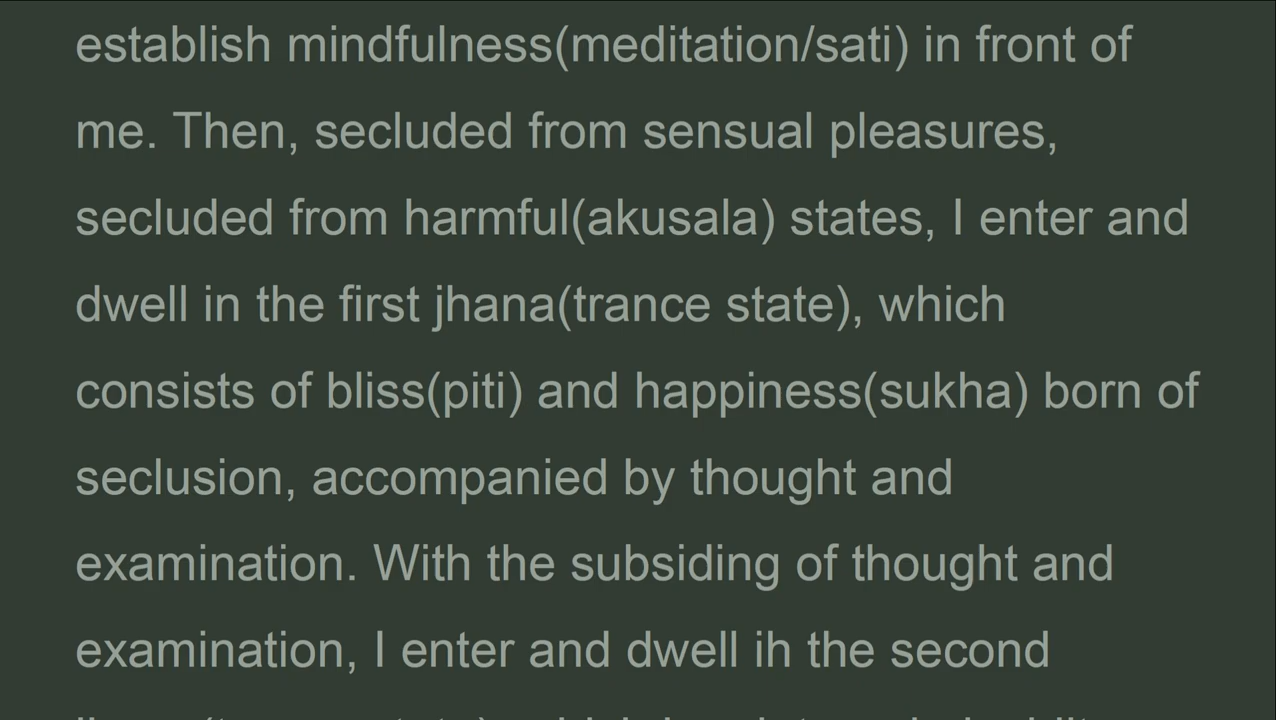 establish mindfulness(meditation/sati) in front of
me. Then, secluded from sensual pleasures,
secluded from harmful(akusala) states, I enter and
dwell in the first jhana(trance state), which
consists of bliss(piti) and happiness(sukha) born of
seclusion, accompanied by thought and
examination. With the subsiding of thought and
examination, I enter and dwell ih the second